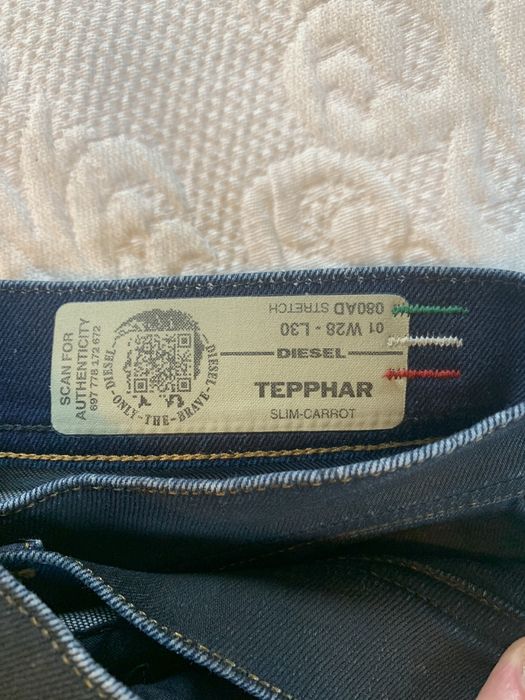 SCAN FOR
AUTHENTICITY
697 778 172 672
DIESEL
ONLY-THE-BRAVE
DIESEL
080AD STRETCH
01 W28 - L30
DIESEL
TEPPHAR
SLIM-CARROT